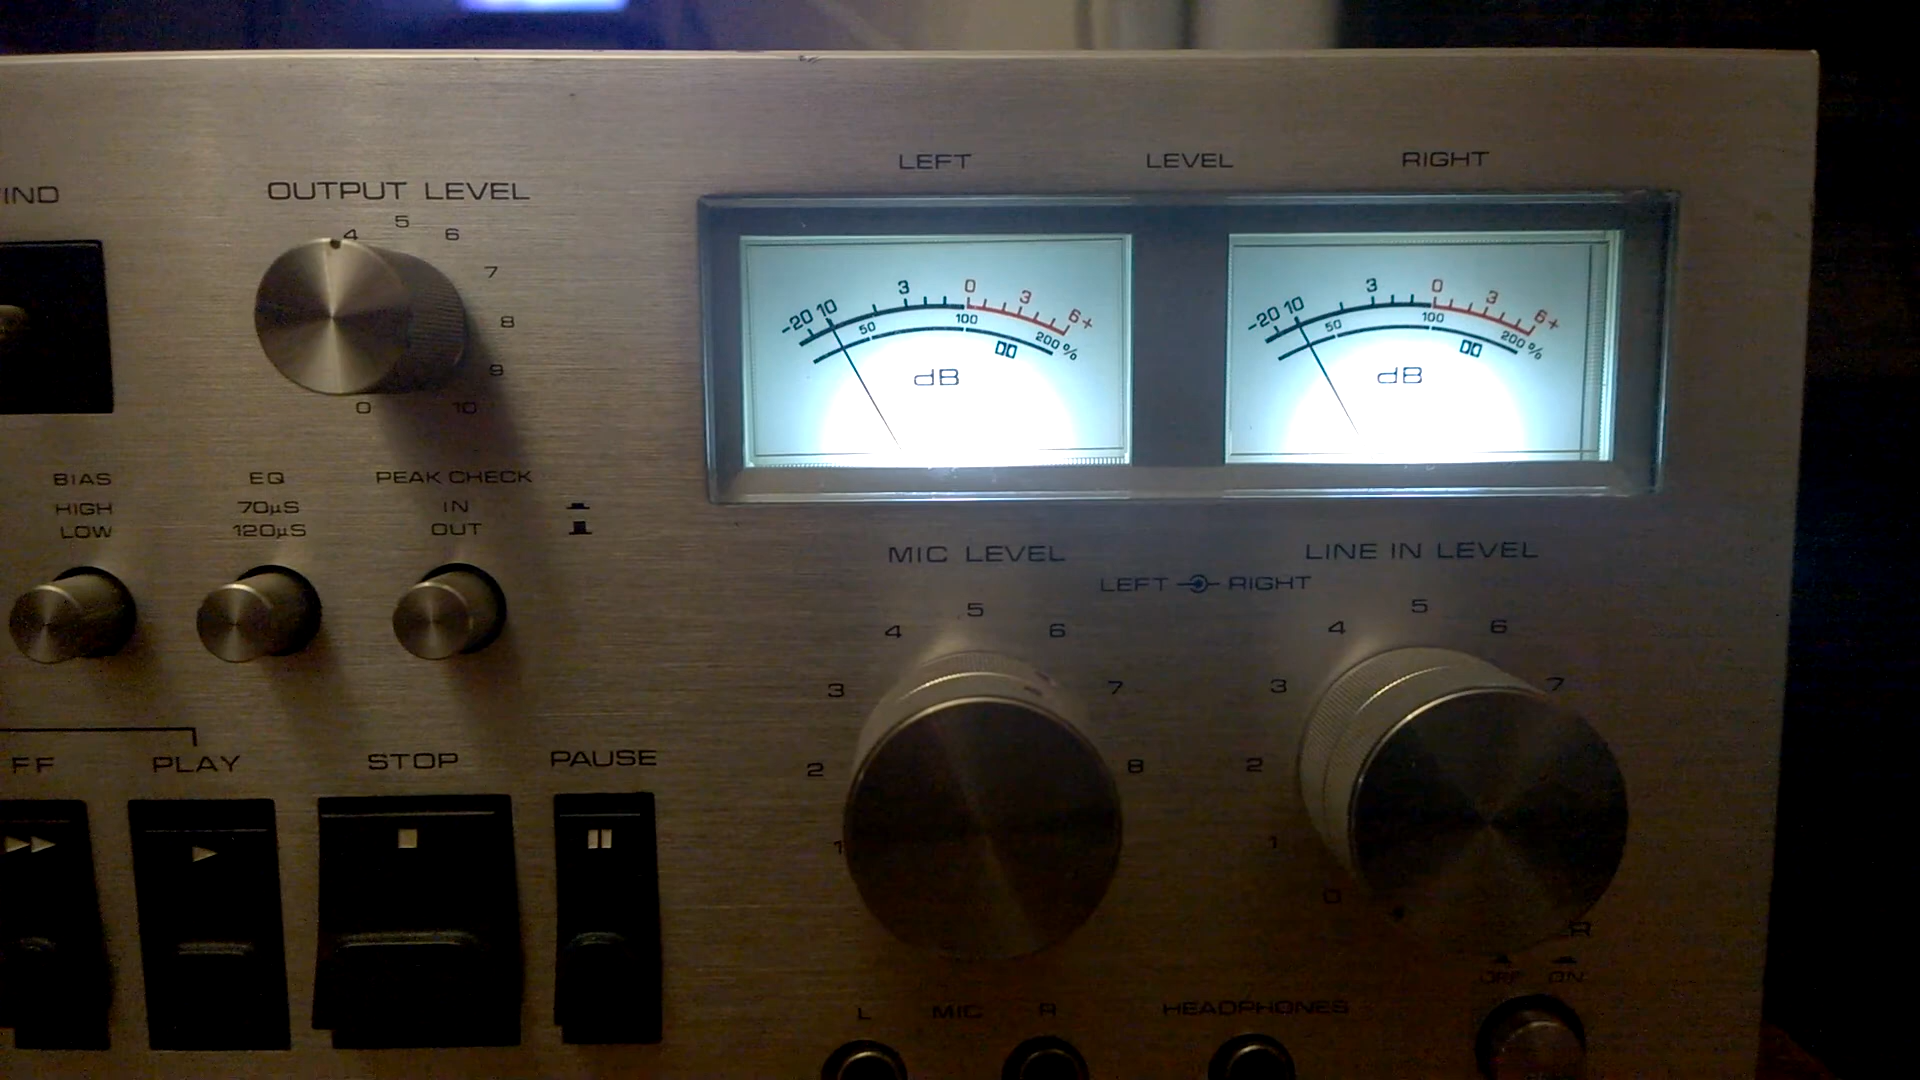 LEFT LEVEL RIGHT
IND
OUTPUT LEVEL
4 5 6 7 8 9 10
0
-20 10 3 0 3 6+
50 100 200 %
dB
-20 10 3 0 3 6+
50 100 200 %
dB
BIAS
HIGH
LOW
EQ
70µS
120µS
PEAK CHECK
IN
OUT
MIC LEVEL
LEFT RIGHT
LINE IN LEVEL
1 2 3 4 5 6 7 8
0 1 2 3 4 5 6 7
FF PLAY STOP PAUSE
ER
OFF ON
L MIC R
HEADPHONES